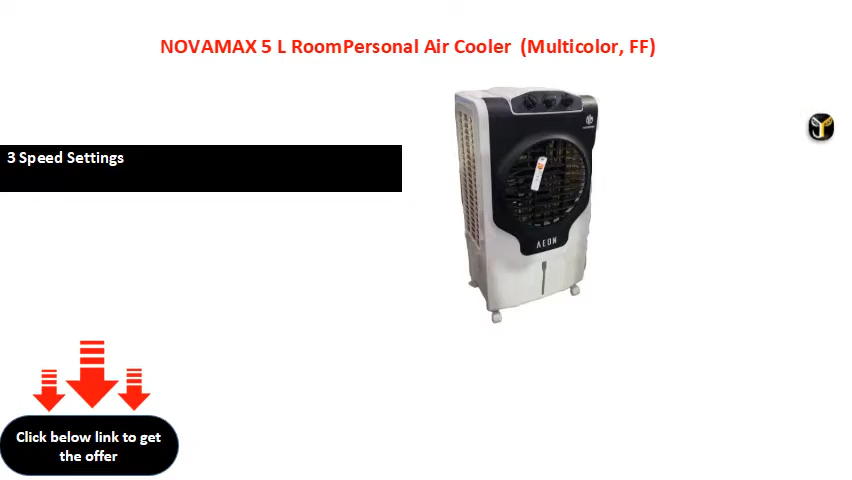 NOVAMAX 5 L RoomPersonal Air Cooler (Multicolor, FF)
3 Speed Settings
AEON
Click below link to get
the offer